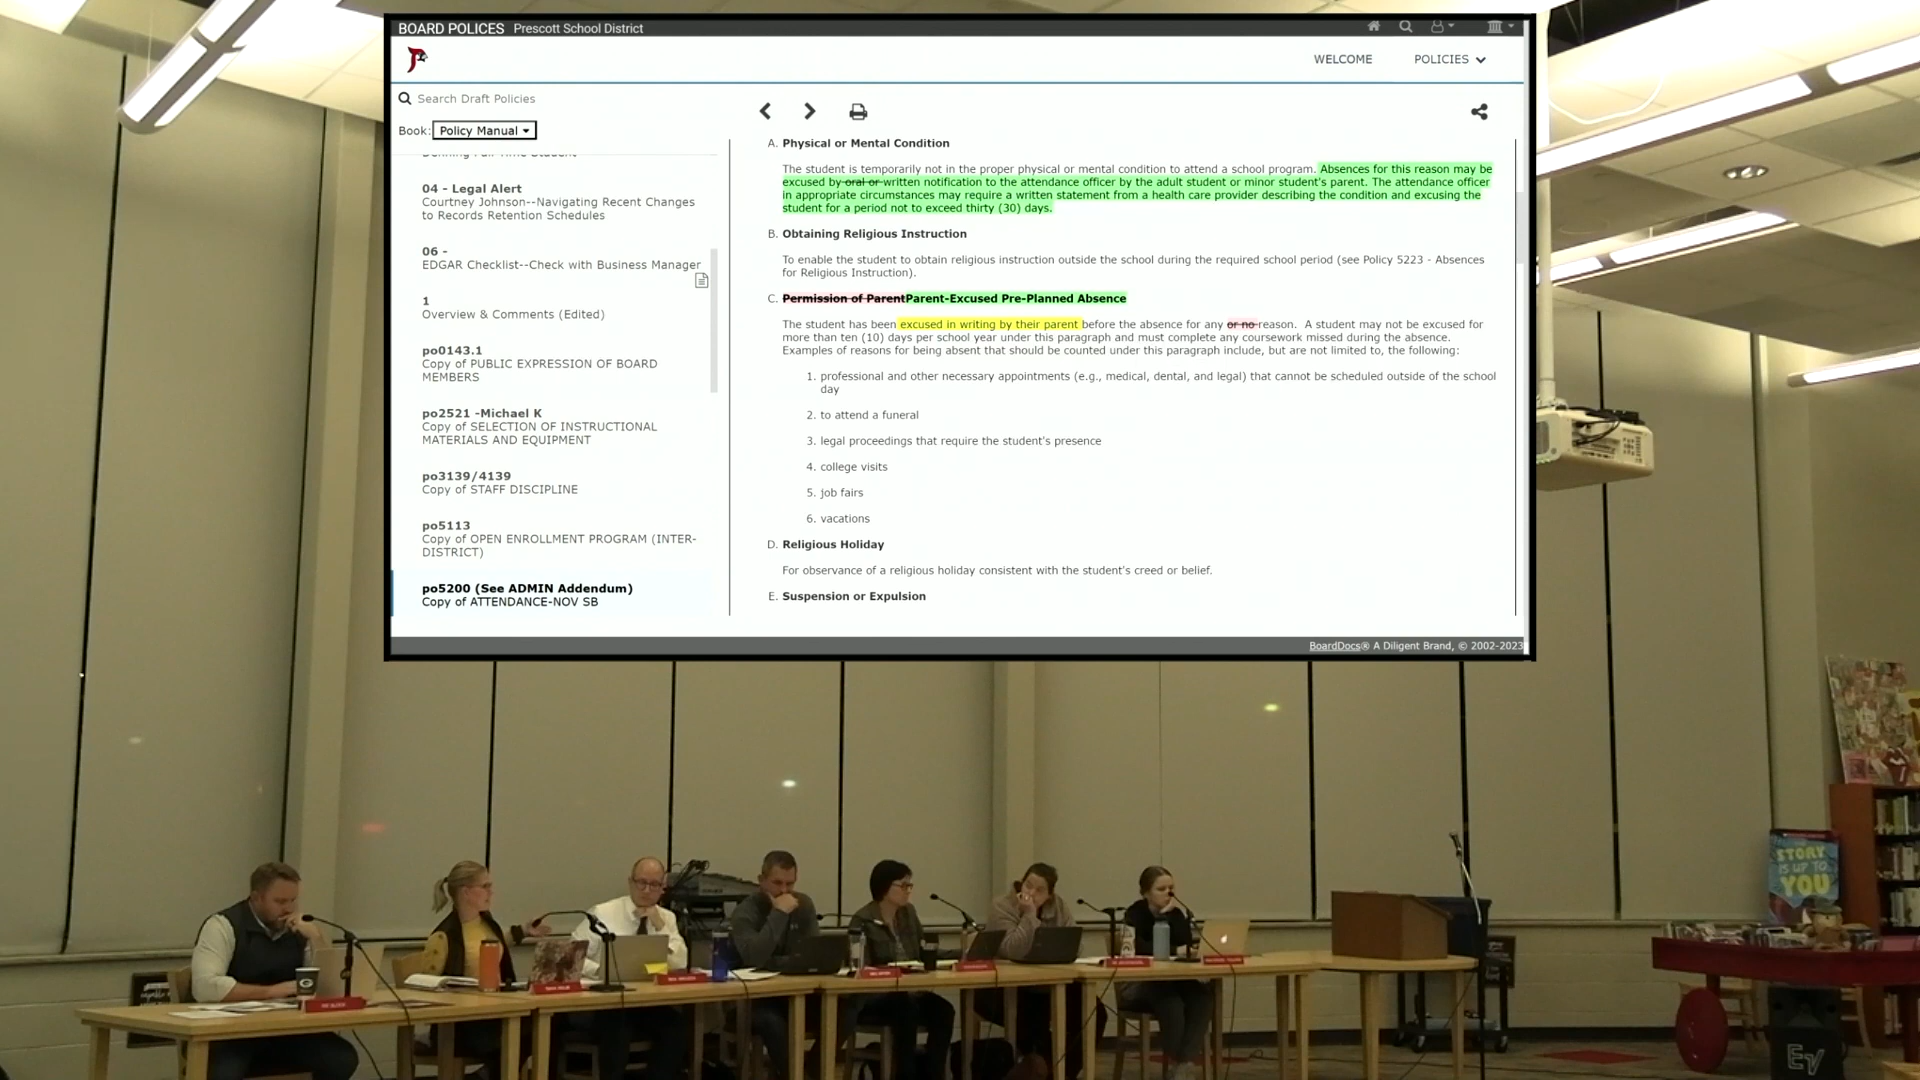 BOARD POLICES Prescott School District
WELCOME
POLICIES
Search Draft Policies
Book: Policy Manual
Defining Full-Time Student
04 - Legal Alert
Courtney Johnson--Navigating Recent Changes
to Records Retention Schedules
06 -
EDGAR Checklist--Check with Business Manager
1
Overview & Comments (Edited)
po0143.1
Copy of PUBLIC EXPRESSION OF BOARD
MEMBERS
po2521 -Michael K
Copy of SELECTION OF INSTRUCTIONAL
MATERIALS AND EQUIPMENT
po3139/4139
Copy of STAFF DISCIPLINE
po5113
Copy of OPEN ENROLLMENT PROGRAM (INTER-
DISTRICT)
po5200 (See ADMIN Addendum)
Copy of ATTENDANCE-NOV SB
A. Physical or Mental Condition
The student is temporarily not in the proper physical or mental condition to attend a school program. Absences for this reason may be
excused by oral or written notification to the attendance officer by the adult student or minor student's parent. The attendance officer
in appropriate circumstances may require a written statement from a health care provider describing the condition and excusing the
student for a period not to exceed thirty (30) days.
B. Obtaining Religious Instruction
To enable the student to obtain religious instruction outside the school during the required school period (see Policy 5223 - Absences
for Religious Instruction).
C. Permission of ParentParent-Excused Pre-Planned Absence
The student has been excused in writing by their parent before the absence for any or no reason. A student may not be excused for
more than ten (10) days per school year under this paragraph and must complete any coursework missed during the absence.
Examples of reasons for being absent that should be counted under this paragraph include, but are not limited to, the following:
1. professional and other necessary appointments (e.g., medical, dental, and legal) that cannot be scheduled outside of the school
day
2. to attend a funeral
3. legal proceedings that require the student's presence
4. college visits
5. job fairs
6. vacations
D. Religious Holiday
For observance of a religious holiday consistent with the student's creed or belief.
E. Suspension or Expulsion
BoardDocs® A Diligent Brand, © 2002-2023
STORY
IS UP TO
YOU
EV